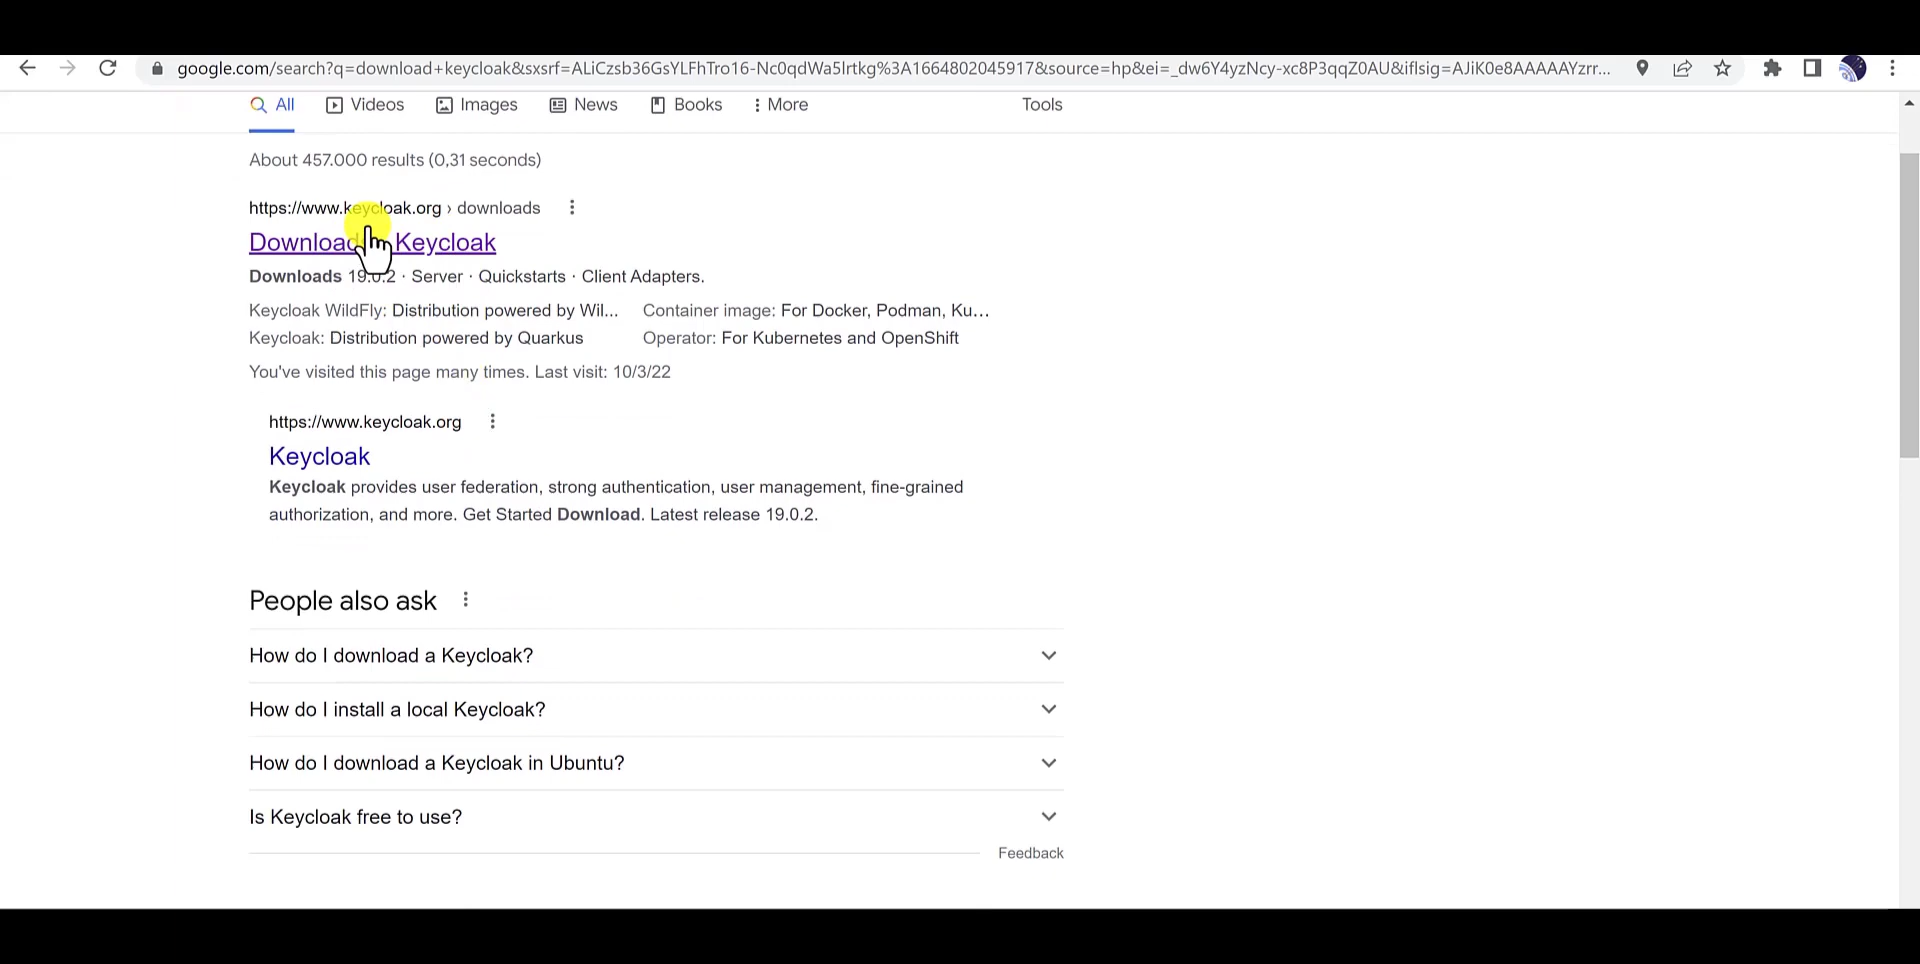 google.com/search?q=download+keycloak&sxsrf=ALiCzsb36GsYLFhTro16-Nc0qdWa5lrtkg%3A1664802045917&source=hp&ei=_dw6Y4yzNcy-xc8P3qqZ0AU&iflsig=AJiK0e8AAAAAYzrr...
All Videos Images News Books More Tools
About 457.000 results (0,31 seconds)
https://www.keycloak.org › downloads
Download Keycloak
Downloads 19.0.2 · Server · Quickstarts · Client Adapters.
Keycloak WildFly: Distribution powered by Wil... Container image: For Docker, Podman, Ku...
Keycloak: Distribution powered by Quarkus Operator: For Kubernetes and OpenShift
You've visited this page many times. Last visit: 10/3/22
https://www.keycloak.org
Keycloak
Keycloak provides user federation, strong authentication, user management, fine-grained
authorization, and more. Get Started Download. Latest release 19.0.2.
People also ask
How do I download a Keycloak?
How do I install a local Keycloak?
How do I download a Keycloak in Ubuntu?
Is Keycloak free to use?
Feedback